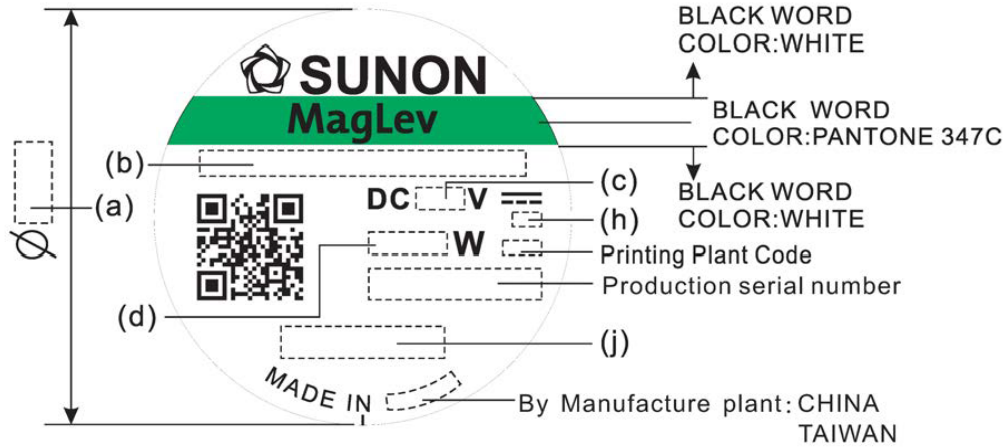 BLACK WORD
COLOR:WHITE
SUNON
MagLev
BLACK WORD
COLOR:PANTONE 347C
(b)
(c)
DC V
BLACK WORD
COLOR:WHITE
(a)
(h)
Ø
W
Printing Plant Code
Production serial number
(d)
(j)
MADE IN
By Manufacture plant: CHINA
TAIWAN